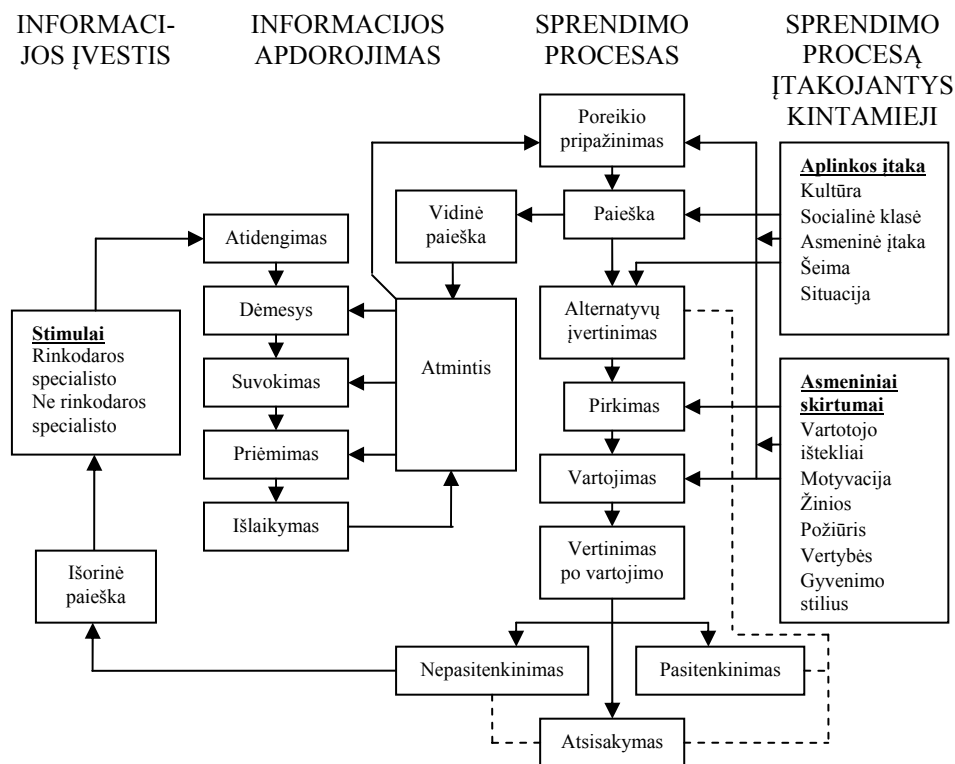 INFORMACI-
JOS ĮVESTIS
INFORMACIJOS
APDOROJIMAS
SPRENDIMO
PROCESAS
SPRENDIMO
PROCESĄ
ĮTAKOJANTYS
KINTAMIEJI
Stimulai
Rinkodaros
specialisto
Ne rinkodaros
specialisto
Išorinė
paieška
Atidengimas
Dėmesys
Suvokimas
Priėmimas
Išlaikymas
Vidinė
paieška
Atmintis
Poreikio
pripažinimas
Paieška
Alternatyvų
įvertinimas
Pirkimas
Vartojimas
Vertinimas
po vartojimo
Nepasitenkinimas
Pasitenkinimas
Atsisakymas
Aplinkos įtaka
Kultūra
Socialinė klasė
Asmeninė įtaka
Šeima
Situacija
Asmeniniai
skirtumai
Vartotojo
ištekliai
Motyvacija
Žinios
Požiūris
Vertybės
Gyvenimo
stilius